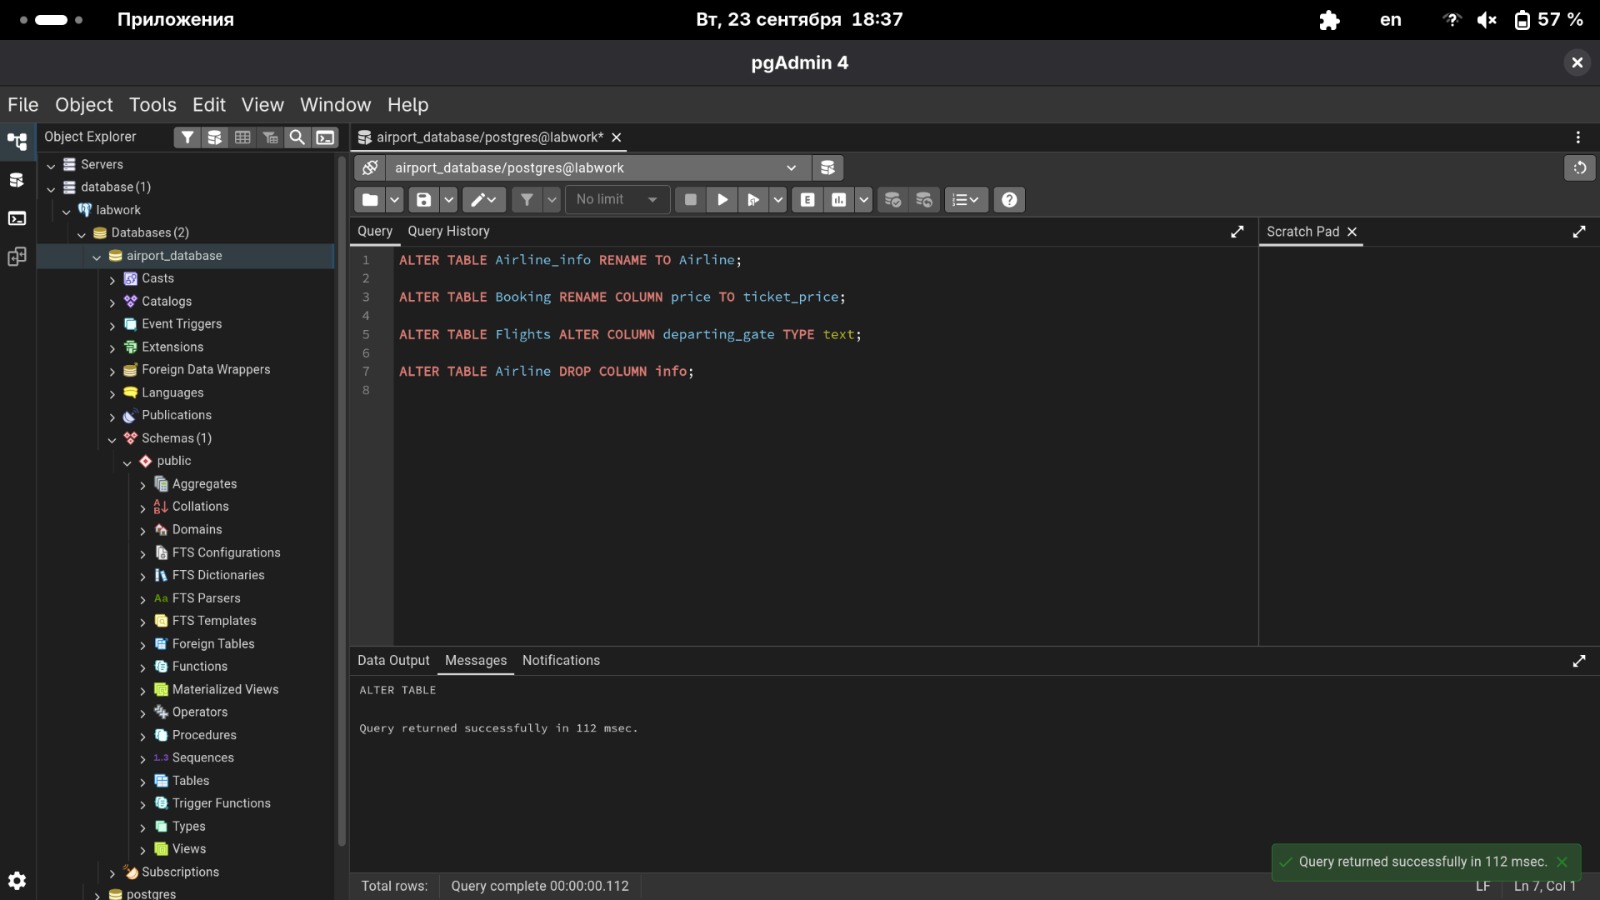 Приложения
Вт, 23 сентября 18:37
en
57 %
pgAdmin 4
File Object Tools Edit View Window Help
Object Explorer
Servers
database (1)
labwork
Databases (2)
airport_database
Casts
Catalogs
Event Triggers
Extensions
Foreign Data Wrappers
Languages
Publications
Schemas (1)
public
Aggregates
Collations
Domains
FTS Configurations
FTS Dictionaries
Aa FTS Parsers
FTS Templates
Foreign Tables
Functions
Materialized Views
Operators
Procedures
1..3 Sequences
Tables
Trigger Functions
Types
Views
Subscriptions
postgres
airport_database/postgres@labwork*
airport_database/postgres@labwork
No limit
E
Query Query History
Scratch Pad
1 ALTER TABLE Airline_info RENAME TO Airline;
2
3 ALTER TABLE Booking RENAME COLUMN price TO ticket_price;
4
5 ALTER TABLE Flights ALTER COLUMN departing_gate TYPE text;
6
7 ALTER TABLE Airline DROP COLUMN info;
8
Data Output Messages Notifications
ALTER TABLE
Query returned successfully in 112 msec.
Query returned successfully in 112 msec.
Total rows: Query complete 00:00:00.112
LF Ln 7, Col 1